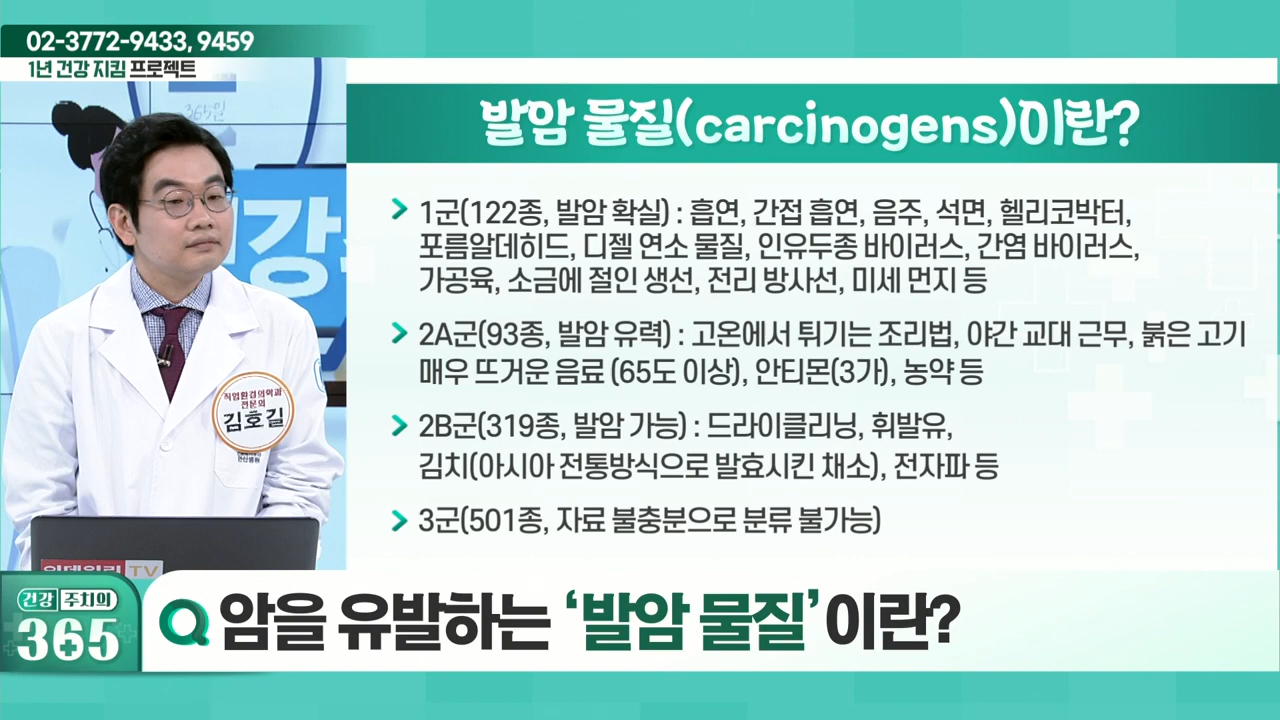 02-3772-9433, 9459
1년 건강 지킴 프로젝트
365일
강
발암 물질(carcinogens)이란?
1군(122종, 발암 확실) : 흡연, 간접 흡연, 음주, 석면, 헬리코박터,
포름알데히드, 디젤 연소 물질, 인유두종 바이러스, 간염 바이러스,
가공육, 소금에 절인 생선, 전리 방사선, 미세 먼지 등
2A군(93종, 발암 유력) : 고온에서 튀기는 조리법, 야간 교대 근무, 붉은 고기
매우 뜨거운 음료 (65도 이상), 안티몬(3가), 농약 등
2B군(319종, 발암 가능) : 드라이클리닝, 휘발유,
김치(아시아 전통방식으로 발효시킨 채소), 전자파 등
3군(501종, 자료 불충분으로 분류 불가능)
직업환경의학과
전문의
김호길
이데일리 TV
건강 주치의
365
Q 암을 유발하는 ‘발암 물질’이란?